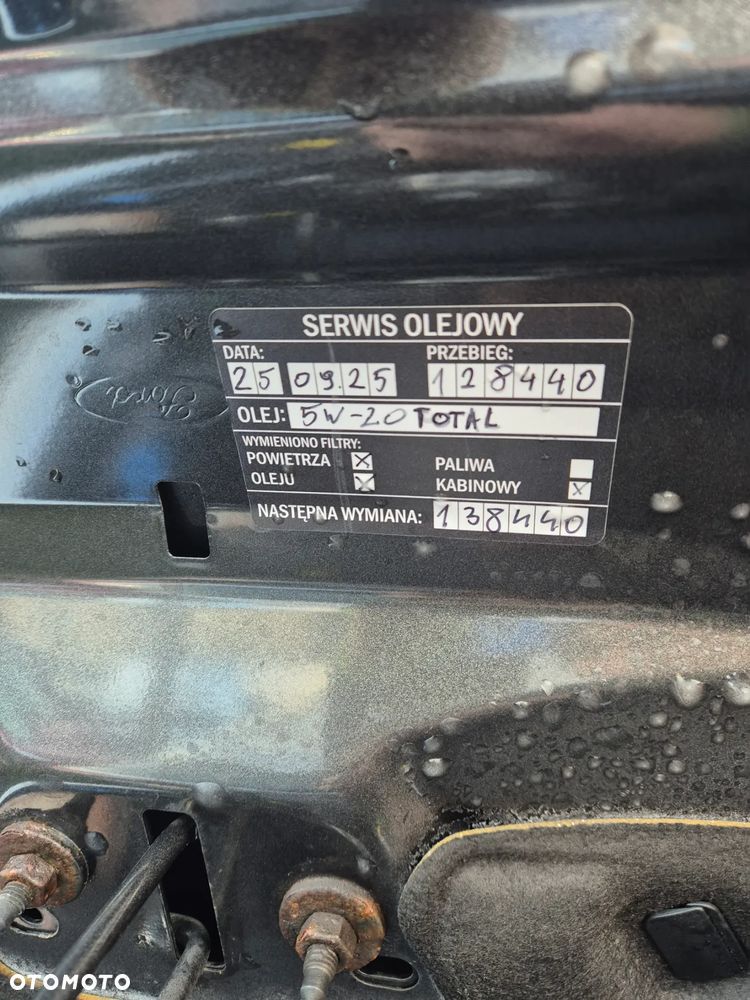 SERWIS OLEJOWY
DATA: PRZEBIEG:
25 09.25 128440
OLEJ: 5W-20 TOTAL
WYMIENIONO FILTRY:
POWIETRZA X PALIWA
OLEJU X KABINOWY X
NASTĘPNA WYMIANA: 138440
Ford
OTOMOTO